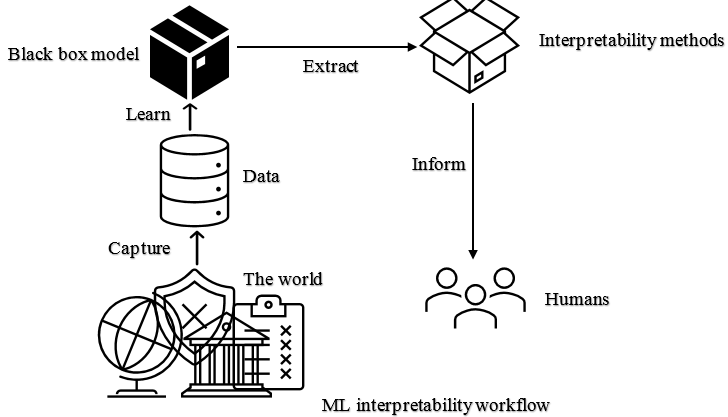 Black box model
Extract
Interpretability methods
Learn
Data
Inform
Capture
The world
Humans
ML interpretability workflow